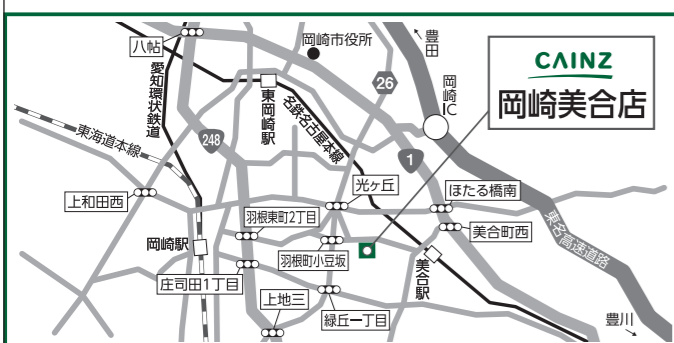 八帖
岡崎市役所
豊田
CAINZ
岡崎美合店
愛知環状鉄道
東岡崎駅
名鉄名古屋本線
26
岡崎IC
東海道本線
248
1
光ヶ丘
ほたる橋南
上和田西
羽根東町2丁目
美合町西
東名高速道路
岡崎駅
羽根町小豆坂
美合駅
庄司田1丁目
上地三
緑丘一丁目
豊川